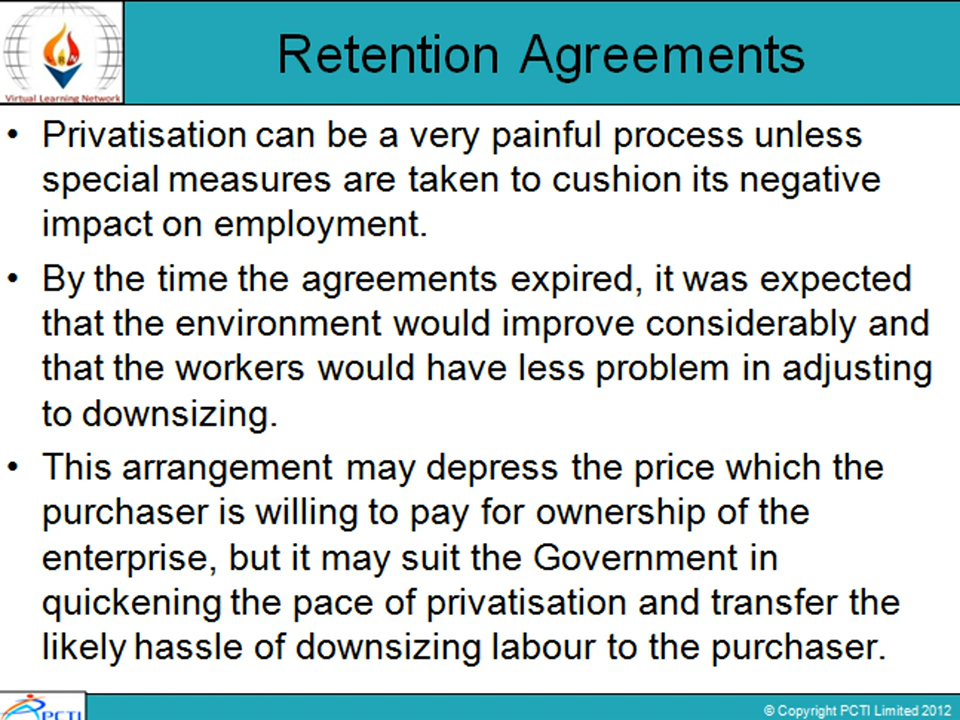 Retention Agreements
Virtual Learning Network
• Privatisation can be a very painful process unless
special measures are taken to cushion its negative
impact on employment.
• By the time the agreements expired, it was expected
that the environment would improve considerably and
that the workers would have less problem in adjusting
to downsizing.
• This arrangement may depress the price which the
purchaser is willing to pay for ownership of the
enterprise, but it may suit the Government in
quickening the pace of privatisation and transfer the
likely hassle of downsizing labour to the purchaser.
PCTI
© Copyright PCTI Limited 2012